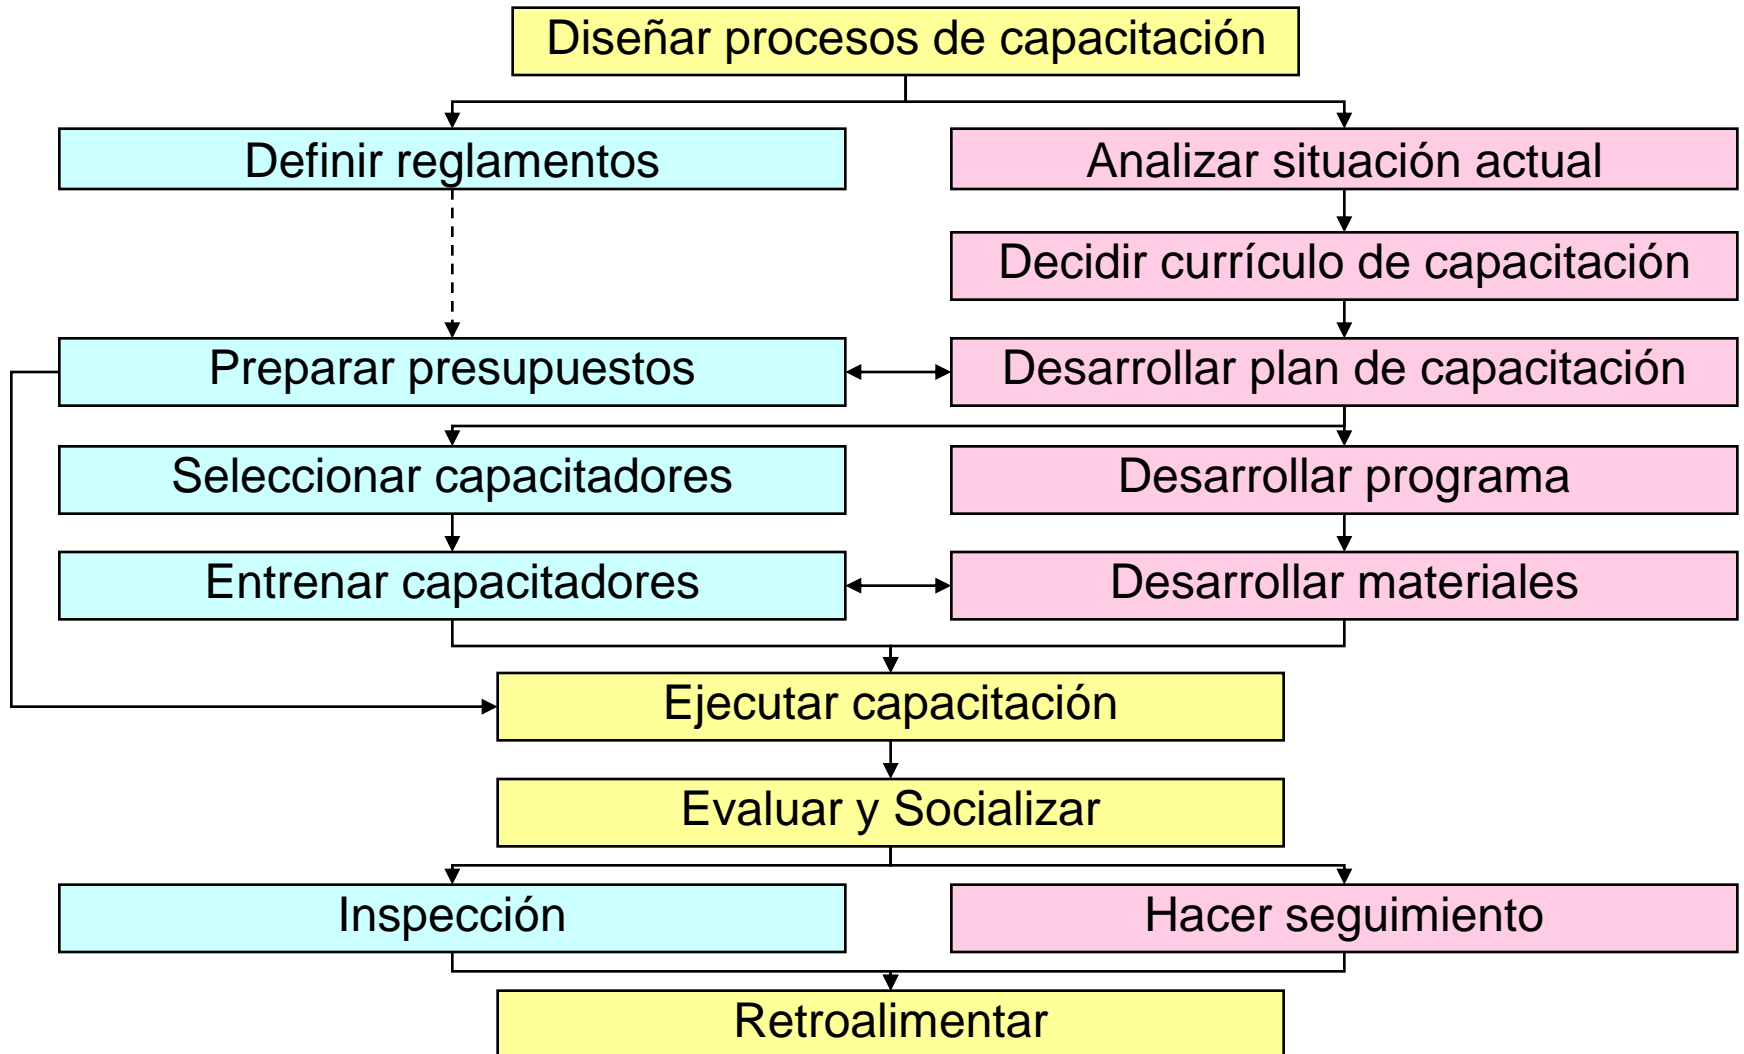 Diseñar procesos de capacitación
Definir reglamentos
Analizar situación actual
Decidir currículo de capacitación
Preparar presupuestos
Desarrollar plan de capacitación
Seleccionar capacitadores
Desarrollar programa
Entrenar capacitadores
Desarrollar materiales
Ejecutar capacitación
Evaluar y Socializar
Inspección
Hacer seguimiento
Retroalimentar